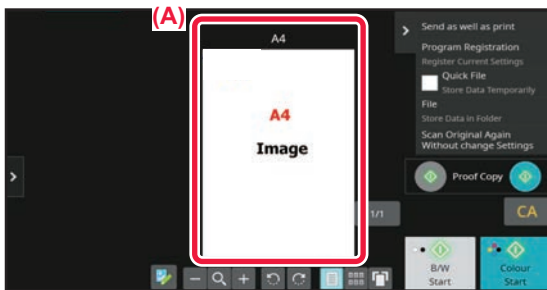 (A)
A4
A4
Image
1/1
Send as well as print
Program Registration
Register Current Settings
Quick File
Store Data Temporarily
File
Store Data in Folder
Scan Original Again
Without change Settings
Proof Copy
CA
B/W
Start
Colour
Start